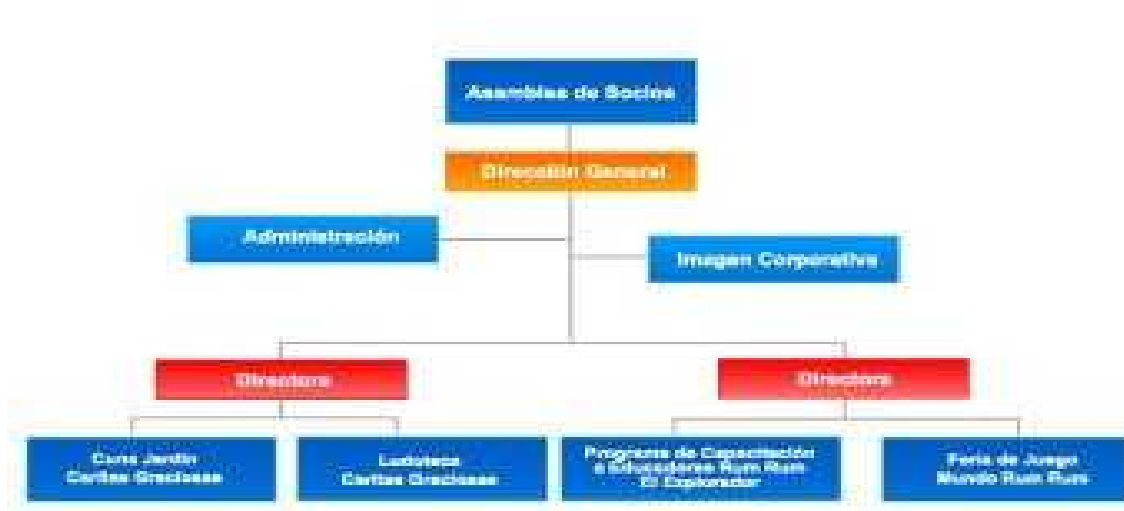 Asamblea de Socios
Dirección General
Administración
Imagen Corporativa
Directora
Directora
Cuna Jardín
Caritas Graciosas
Ludoteca
Caritas Graciosas
Programa de Capacitación
a Educadores Rum Rum
El Explorador
Feria de Juego
Mundo Rum Rum